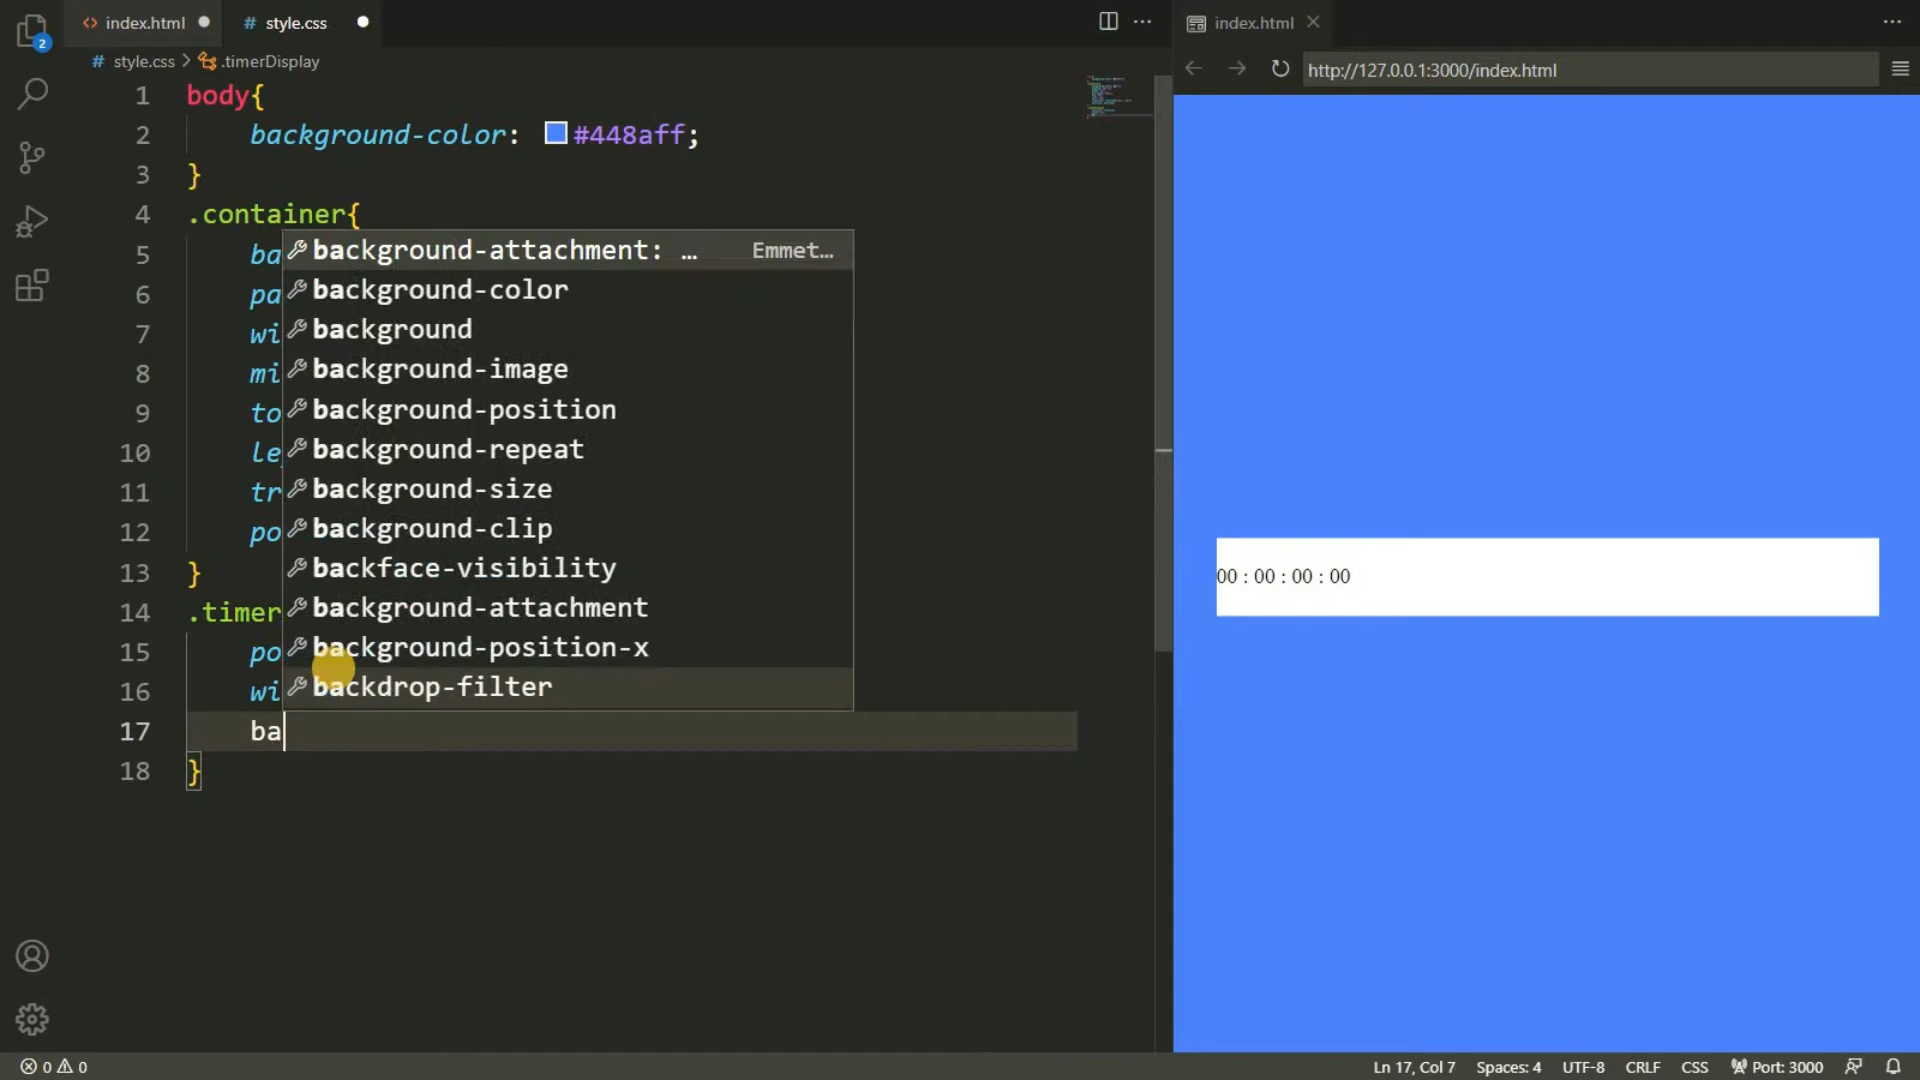 index.html
# style.css
index.html
# style.css > .timerDisplay
http://127.0.0.1:3000/index.html
2
1 body{
2 background-color: #448aff;
3 }
4 .container{
5 ba
6 pa
7 wi
8 mi
9 to
10 le
11 tr
12 po
13 }
14 .timer
15 po
16 wi
17 ba
18 }
background-attachment: … Emmet…
background-color
background
background-image
background-position
background-repeat
background-size
background-clip
backface-visibility
background-attachment
background-position-x
backdrop-filter
00 : 00 : 00 : 00
0 0
Ln 17, Col 7
Spaces: 4
UTF-8
CRLF
CSS
Port: 3000